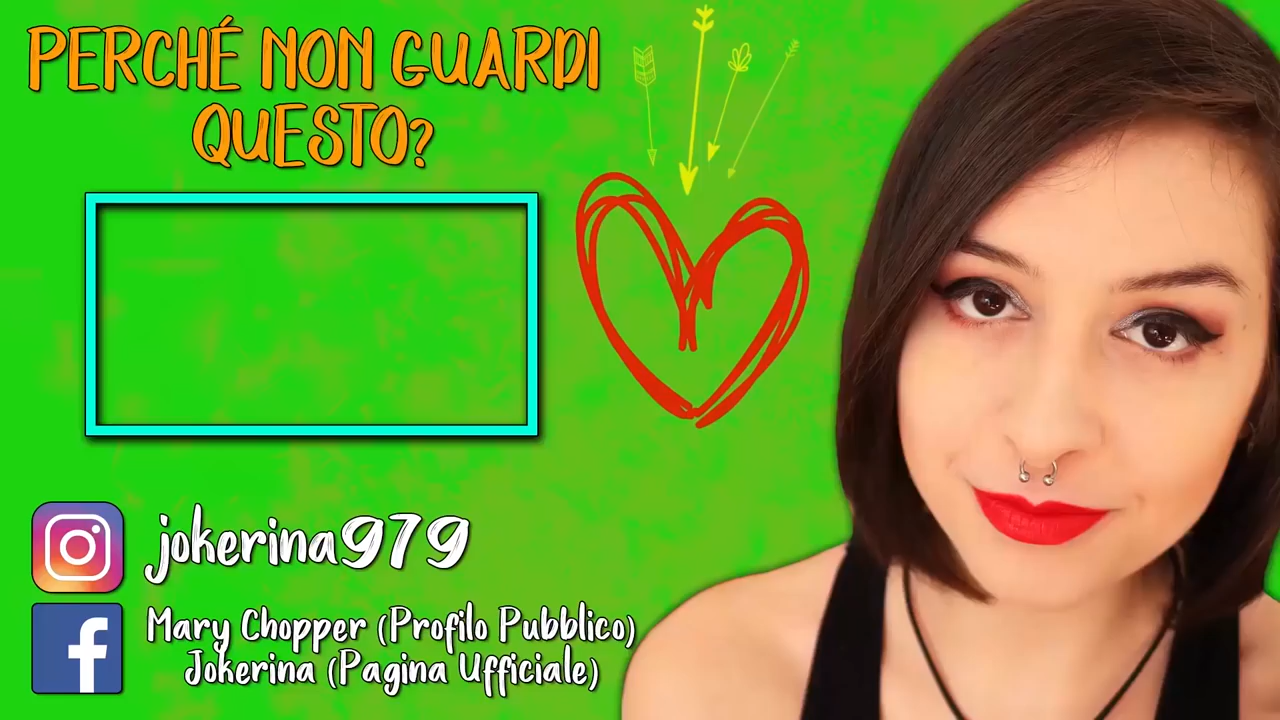 PERCHÉ NON GUARDI
QUESTO?
jokerina979
Mary Chopper (Profilo Pubblico)
Jokerina (Pagina Ufficiale)